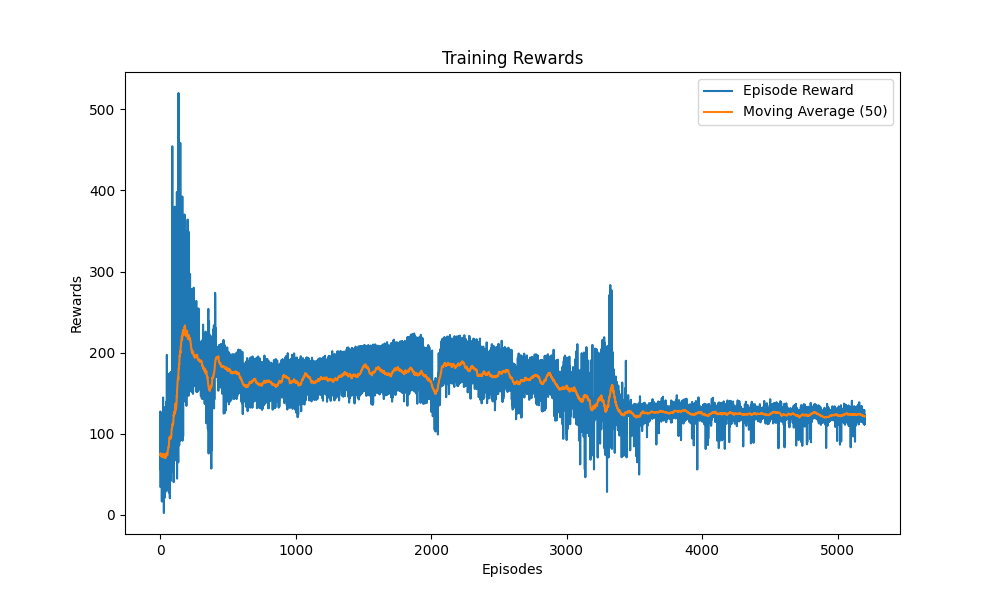 Training Rewards
Episode Reward
Moving Average (50)
Rewards
500
400
300
200
100
0
0 1000 2000 3000 4000 5000
Episodes